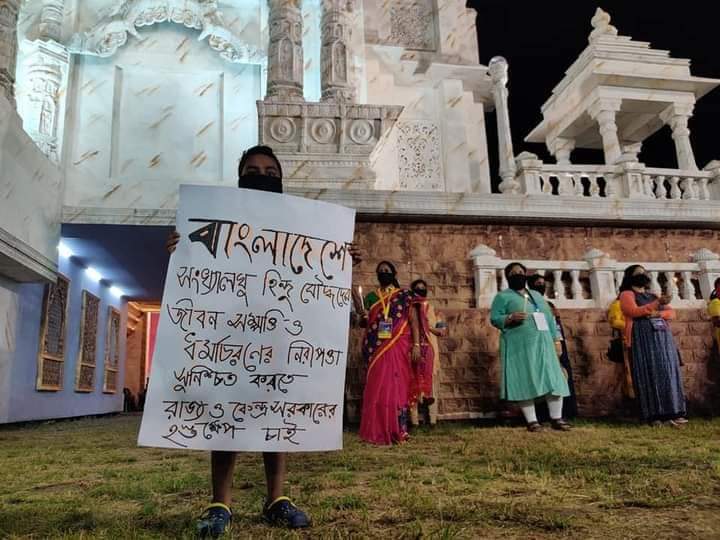 বাংলাদেশে
সংখ্যালঘু হিন্দু বৌদ্ধদের
জীবন সম্পত্তি ও
ধর্মাচরণের নিরাপত্তা
সুনিশ্চিত করতে
রাজ্য ও কেন্দ্র সরকারের
হস্তক্ষেপ চাই